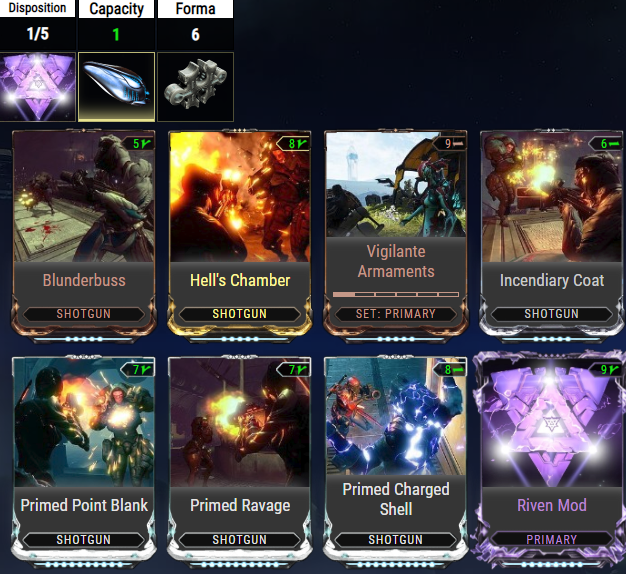 Disposition Capacity Forma
1/5 1 6
5 8 9 6
Blunderbuss Hell's Chamber Vigilante Armaments Incendiary Coat
SHOTGUN SHOTGUN SET: PRIMARY SHOTGUN
7 7 8 9
Primed Point Blank Primed Ravage Primed Charged Shell Riven Mod
SHOTGUN SHOTGUN SHOTGUN PRIMARY